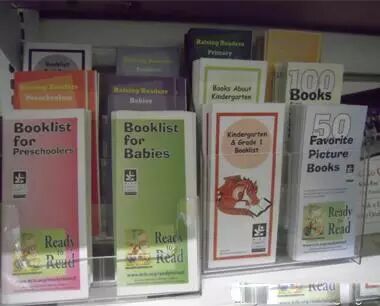 Booklist for
Raising Readers
Preschoolers
Raising Readers
Babies
Raising Readers
Primary
Books About
Kindergarten
100
Books
Booklist
for
Preschoolers
Ready
to
Read
Booklist
for
Babies
Ready
to
Read
Kindergarten
& Grade 1
Booklist
50
Favorite
Picture
Books
Ready
to
Read